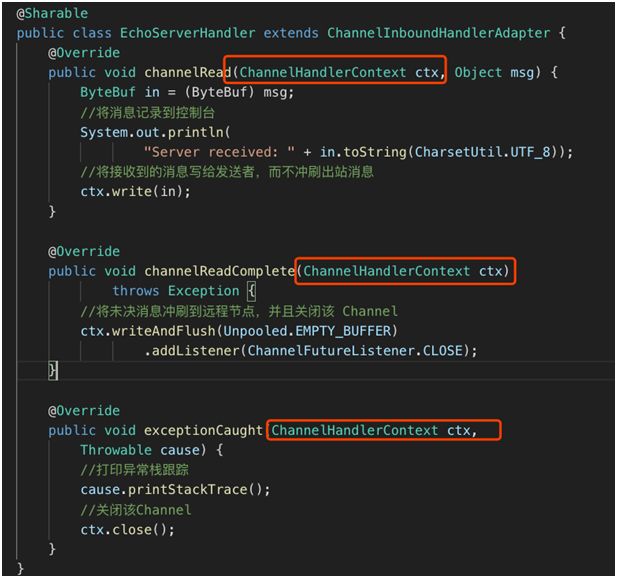 @Sharable
public class EchoServerHandler extends ChannelInboundHandlerAdapter {
@Override
public void channelRead(ChannelHandlerContext ctx, Object msg) {
ByteBuf in = (ByteBuf) msg;
//将消息记录到控制台
System.out.println(
"Server received: " + in.toString(CharsetUtil.UTF_8));
//将接收到的消息写给发送者，而不冲刷出站消息
ctx.write(in);
}
@Override
public void channelReadComplete(ChannelHandlerContext ctx)
throws Exception {
//将未决消息冲刷到远程节点，并且关闭该 Channel
ctx.writeAndFlush(Unpooled.EMPTY_BUFFER)
.addListener(ChannelFutureListener.CLOSE);
}
@Override
public void exceptionCaught(ChannelHandlerContext ctx,
Throwable cause) {
//打印异常栈跟踪
cause.printStackTrace();
//关闭该Channel
ctx.close();
}
}